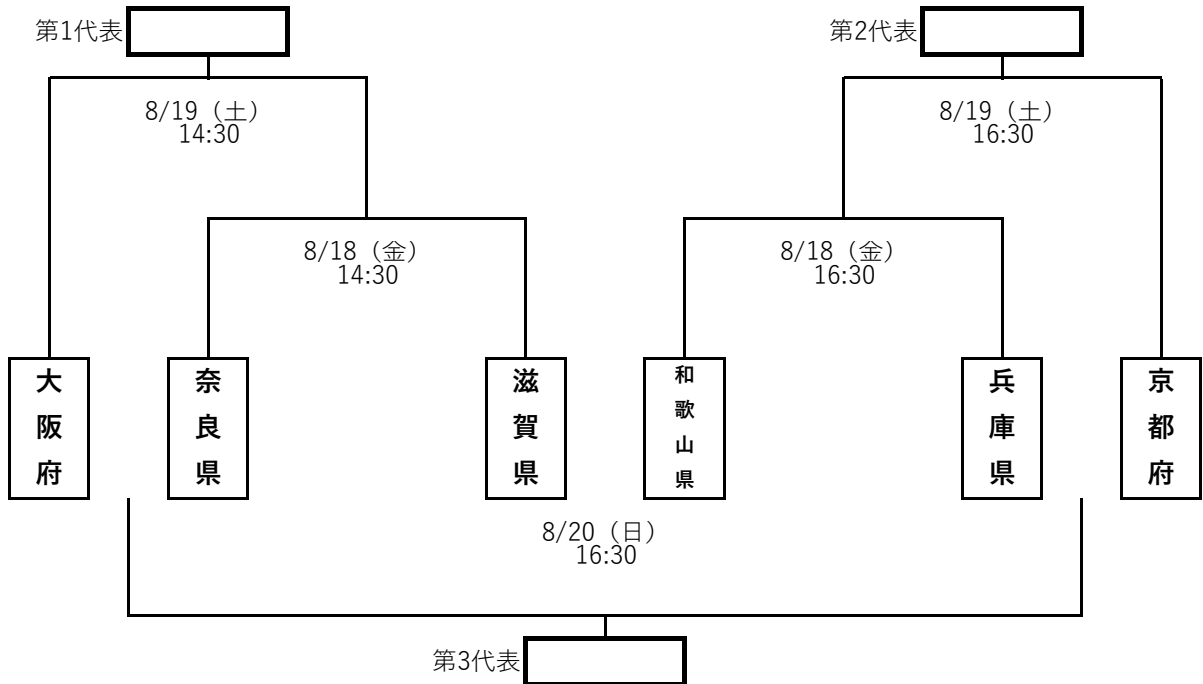 第1代表
第2代表
8/19（土）
14:30
8/19（土）
16:30
8/18（金）
14:30
8/18（金）
16:30
大阪府
奈良県
滋賀県
和歌山県
兵庫県
京都府
8/20（日）
16:30
第3代表